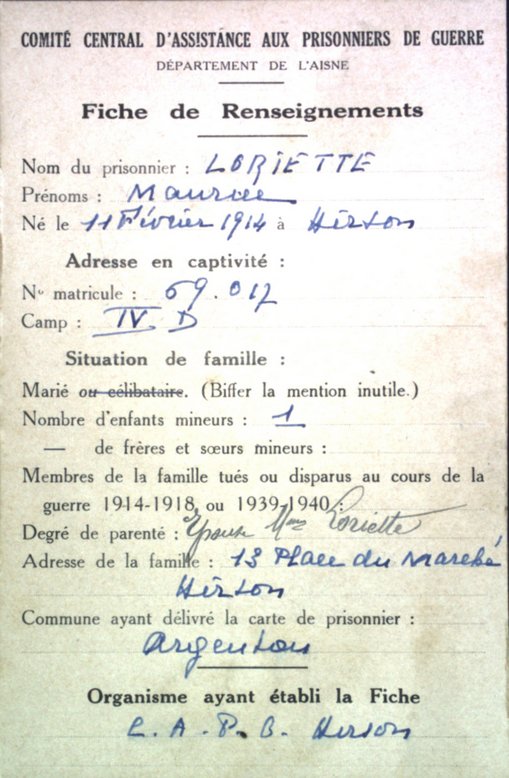 COMITÉ CENTRAL D'ASSISTANCE AUX PRISONNIERS DE GUERRE
DÉPARTEMENT DE L'AISNE
Fiche de Renseignements
Nom du prisonnier : LORIETTE
Prénoms : Maurice
Né le 11 Février 1914 à Hirson
Adresse en captivité :
No matricule : 69.017
Camp : IV D
Situation de famille :
Marié ou célibataire. (Biffer la mention inutile.)
Nombre d'enfants mineurs : 1
— de frères et sœurs mineurs :
Membres de la famille tués ou disparus au cours de la
guerre 1914-1918 ou 1939-1940 :
Degré de parenté : Epouse Mme Loriette
Adresse de la famille : 13 Place du Marché
Hirson
Commune ayant délivré la carte de prisonnier :
Argenton
Organisme ayant établi la Fiche
C. A. P. G. Hirson